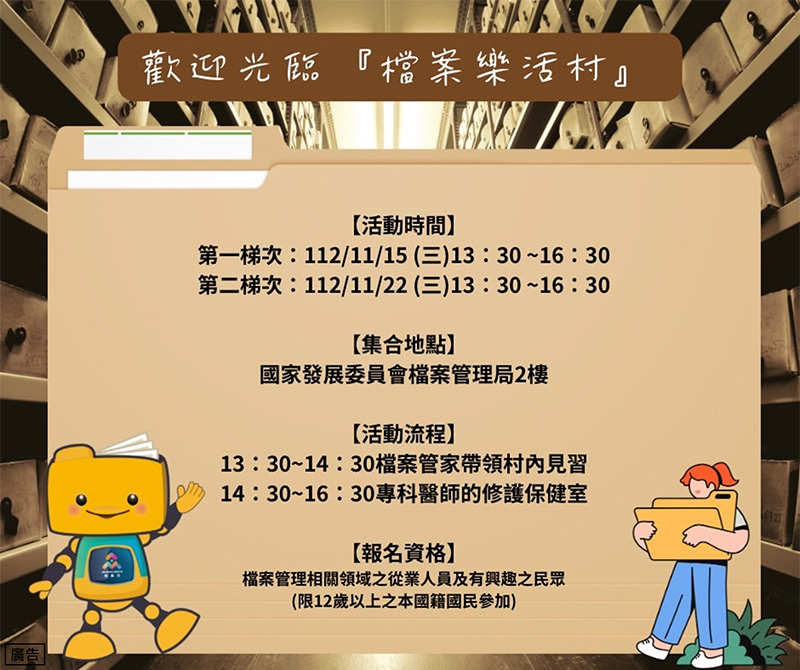 歡迎光臨『檔案樂活村』
【活動時間】
第一梯次：112/11/15 (三)13：30 ~16：30
第二梯次：112/11/22 (三)13：30 ~16：30
【集合地點】
國家發展委員會檔案管理局2樓
【活動流程】
13：30~14：30檔案管家帶領村內見習
14：30~16：30專科醫師的修護保健室
【報名資格】
檔案管理相關領域之從業人員及有興趣之民眾
(限12歲以上之本國籍國民參加)
廣告